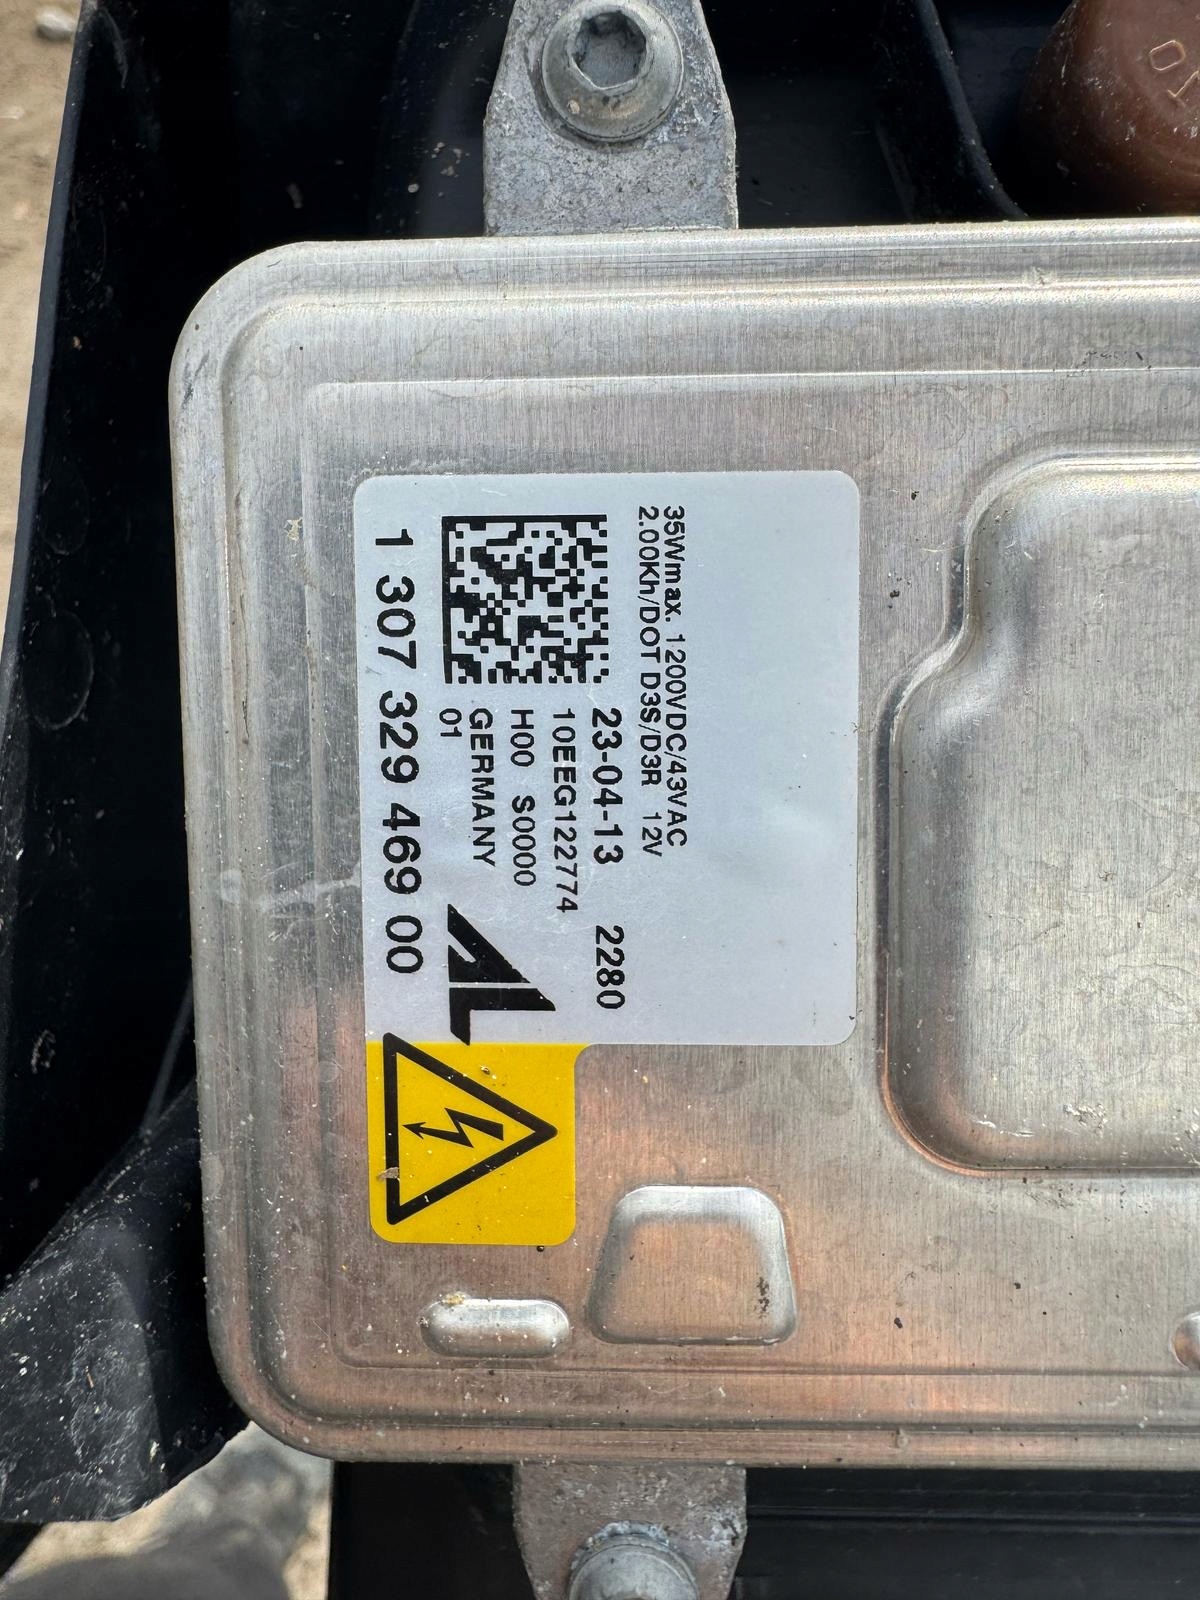 35Wmax. 1200VDC/43VAC
2.00Kh/DOT D3S/D3R 12V
23-04-13 2280
10EEG122774
H00 S0000
GERMANY
01
AL
1 307 329 469 00